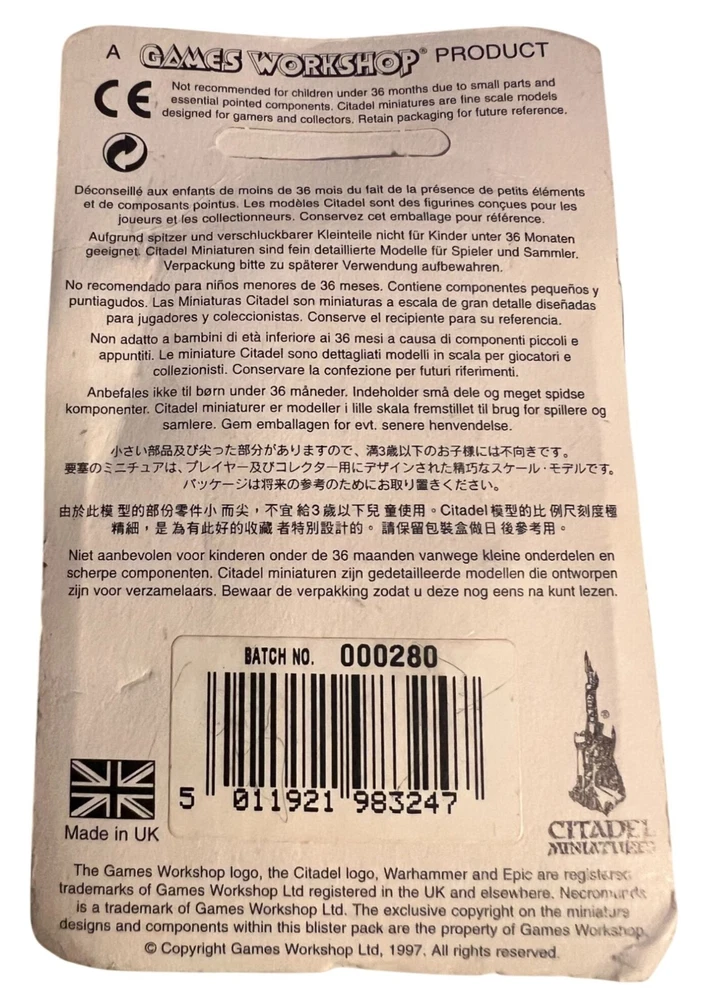 A GAMES WORKSHOP® PRODUCT
CE
Not recommended for children under 36 months due to small parts and
essential pointed components. Citadel miniatures are fine scale models
designed for gamers and collectors. Retain packaging for future reference.
Déconseillé aux enfants de moins de 36 mois du fait de la présence de petits éléments
et de composants pointus. Les modèles Citadel sont des figurines conçues pour les
joueurs et les collectionneurs. Conservez cet emballage pour référence.
Aufgrund spitzer und verschluckbarer Kleinteile nicht für Kinder unter 36 Monaten
geeignet. Citadel Miniaturen sind fein detaillierte Modelle für Spieler und Sammler.
Verpackung bitte zu späterer Verwendung aufbewahren.
No recomendado para niños menores de 36 meses. Contiene componentes pequeños y
puntiagudos. Las Miniaturas Citadel son miniaturas a escala de gran detalle diseñadas
para jugadores y coleccionistas. Conserve el recipiente para su referencia.
Non adatto a bambini di età inferiore ai 36 mesi a causa di componenti piccoli e
appuntiti. Le miniature Citadel sono dettagliati modelli in scala per giocatori e
collezionisti. Conservare la confezione per futuri riferimenti.
Anbefales ikke til børn under 36 måneder. Indeholder små dele og meget spidse
komponenter. Citadel miniaturer er modeller i lille skala fremstillet til brug for spillere og
samlere. Gem emballagen for evt. senere henvendelse.
小さい部品及び尖った部分がありますので、満3歳以下のお子様には不向きです。
要塞のミニチュアは、プレイヤー及びコレクター用にデザインされた精巧なスケール・モデルです。
パッケージは将来の参考のためにお取り置きください。
由於此模 型的部份零件小 而尖，不宜 給3 歲以下兒 童使用。Citadel 模型的比 例尺刻度極
精細，是 為有此好的收藏 者特別設計的。 請保留包裝盒做日 後參考用。
Niet aanbevolen voor kinderen onder de 36 maanden vanwege kleine onderdelen en
scherpe componenten. Citadel miniaturen zijn gedetailleerde modellen die ontworpen
zijn voor verzamelaars. Bewaar de verpakking zodat u deze nog eens na kunt lezen.
BATCH NO. 000280
5 011921 983247
Made in UK
®
CITADEL
MINIATURES
The Games Workshop logo, the Citadel logo, Warhammer and Epic are registered
trademarks of Games Workshop Ltd registered in the UK and elsewhere. Necromunda
is a trademark of Games Workshop Ltd. The exclusive copyright on the miniature
designs and components within this blister pack are the property of Games Workshop.
© Copyright Games Workshop Ltd, 1997. All rights reserved.